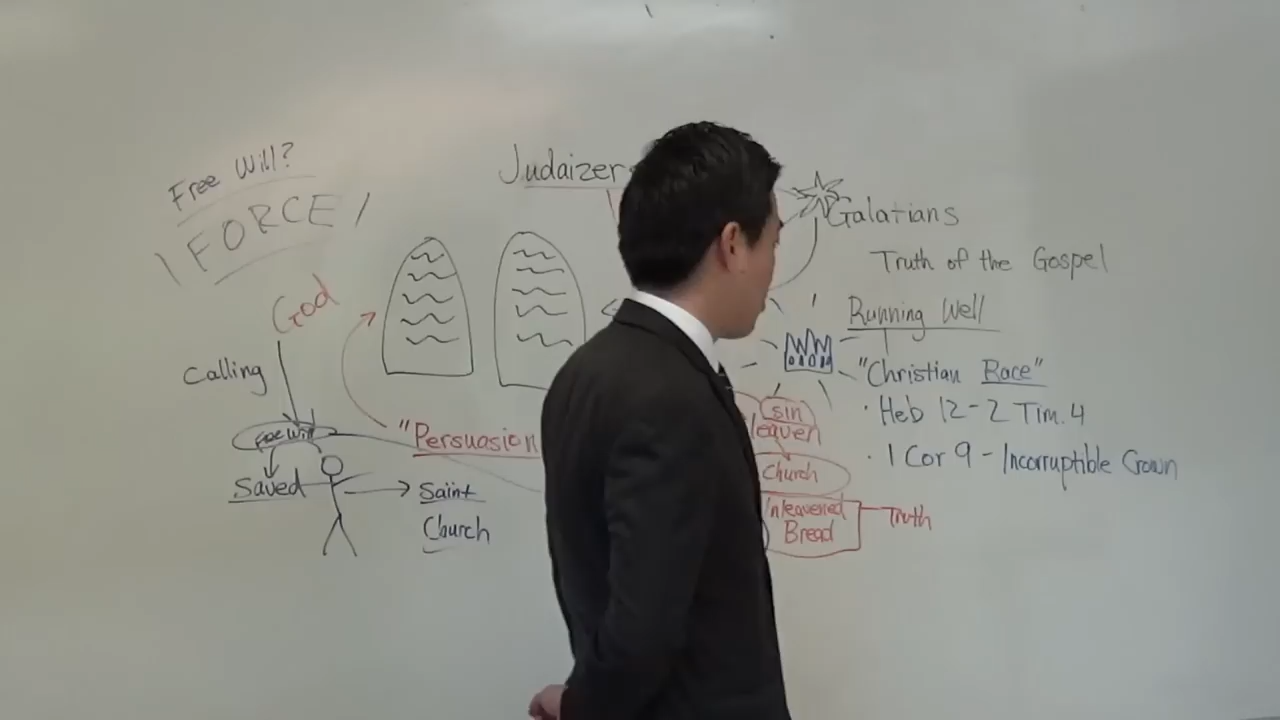 Free Will?
FORCE
God
Calling
Free Will
Saved
Saint
Church
"Persuasion
Judaizer
Galatians
Truth of the Gospel
Running Well
"Christian Race"
· Heb 12 - 2 Tim. 4
· 1 Cor 9 - Incorruptible Crown
sin
leaven
Church
Unleavened
Bread
Truth